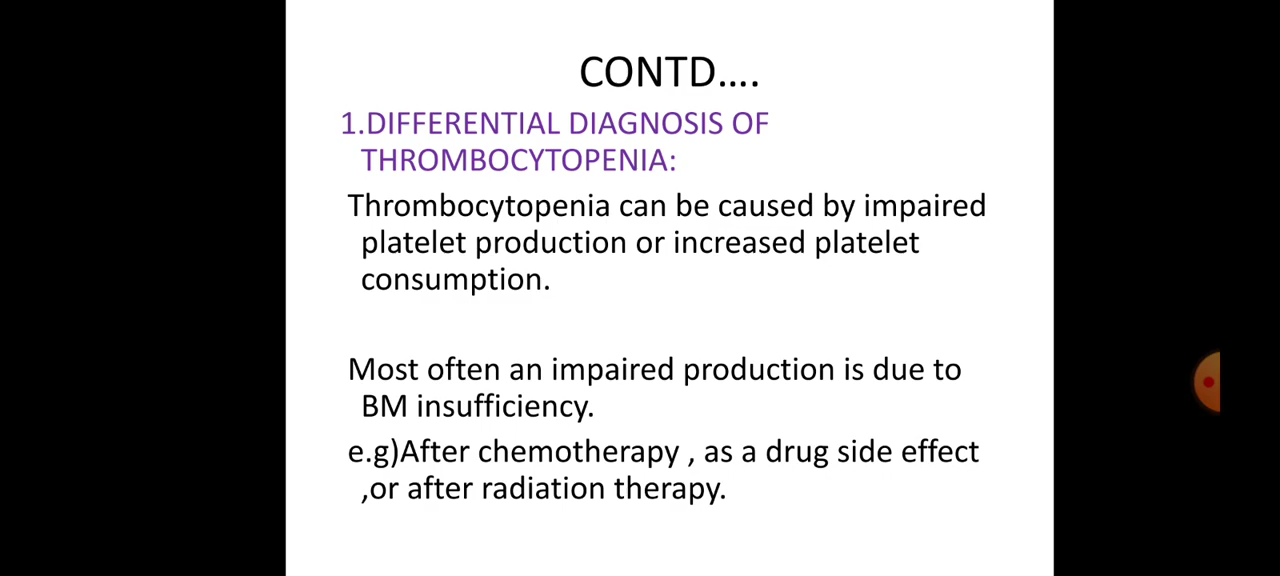 CONTD....
1.DIFFERENTIAL DIAGNOSIS OF
THROMBOCYTOPENIA:
Thrombocytopenia can be caused by impaired
platelet production or increased platelet
consumption.
Most often an impaired production is due to
BM insufficiency.
e.g)After chemotherapy , as a drug side effect
,or after radiation therapy.